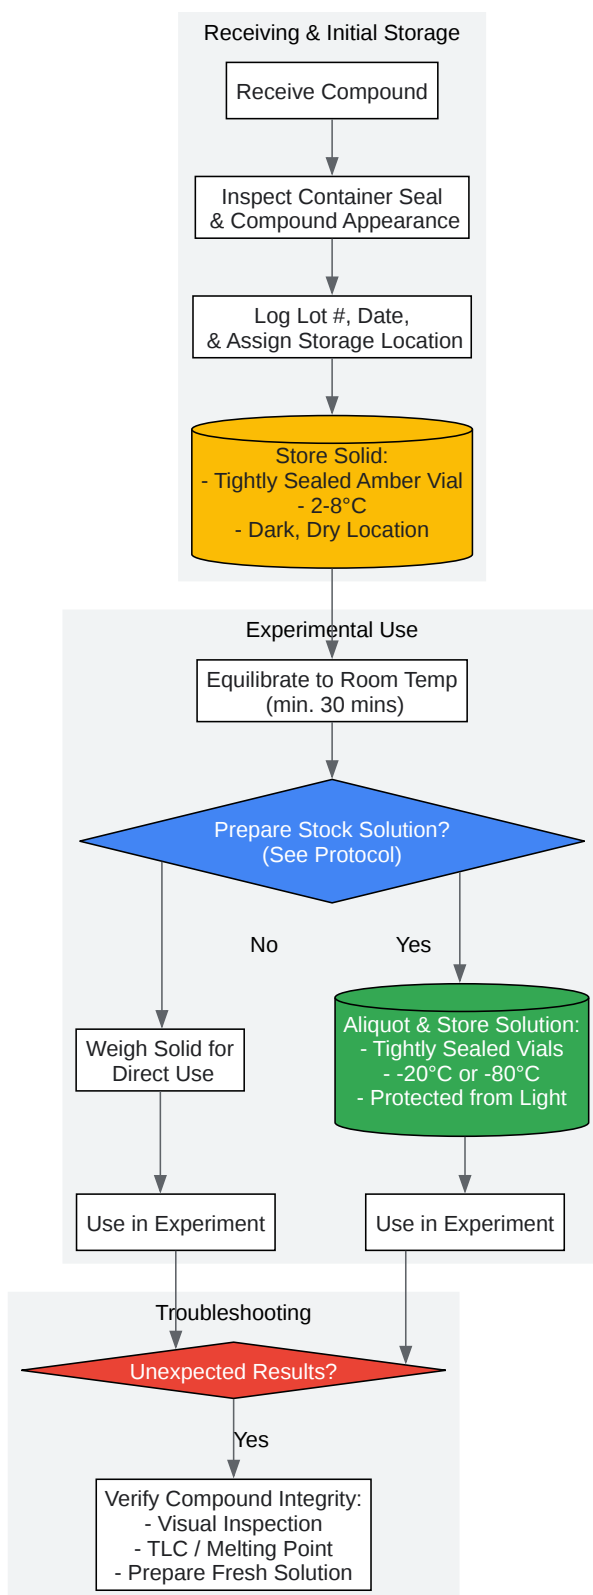 Receiving & Initial Storage
Receive Compound
Inspect Container Seal
& Compound Appearance
Log Lot #, Date,
& Assign Storage Location
Store Solid:
- Tightly Sealed Amber Vial
- 2-8°C
- Dark, Dry Location
Experimental Use
Equilibrate to Room Temp
(min. 30 mins)
Prepare Stock Solution?
(See Protocol)
No
Yes
Weigh Solid for
Direct Use
Aliquot & Store Solution:
- Tightly Sealed Vials
- -20°C or -80°C
- Protected from Light
Use in Experiment
Use in Experiment
Troubleshooting
Unexpected Results?
Yes
Verify Compound Integrity:
- Visual Inspection
- TLC / Melting Point
- Prepare Fresh Solution